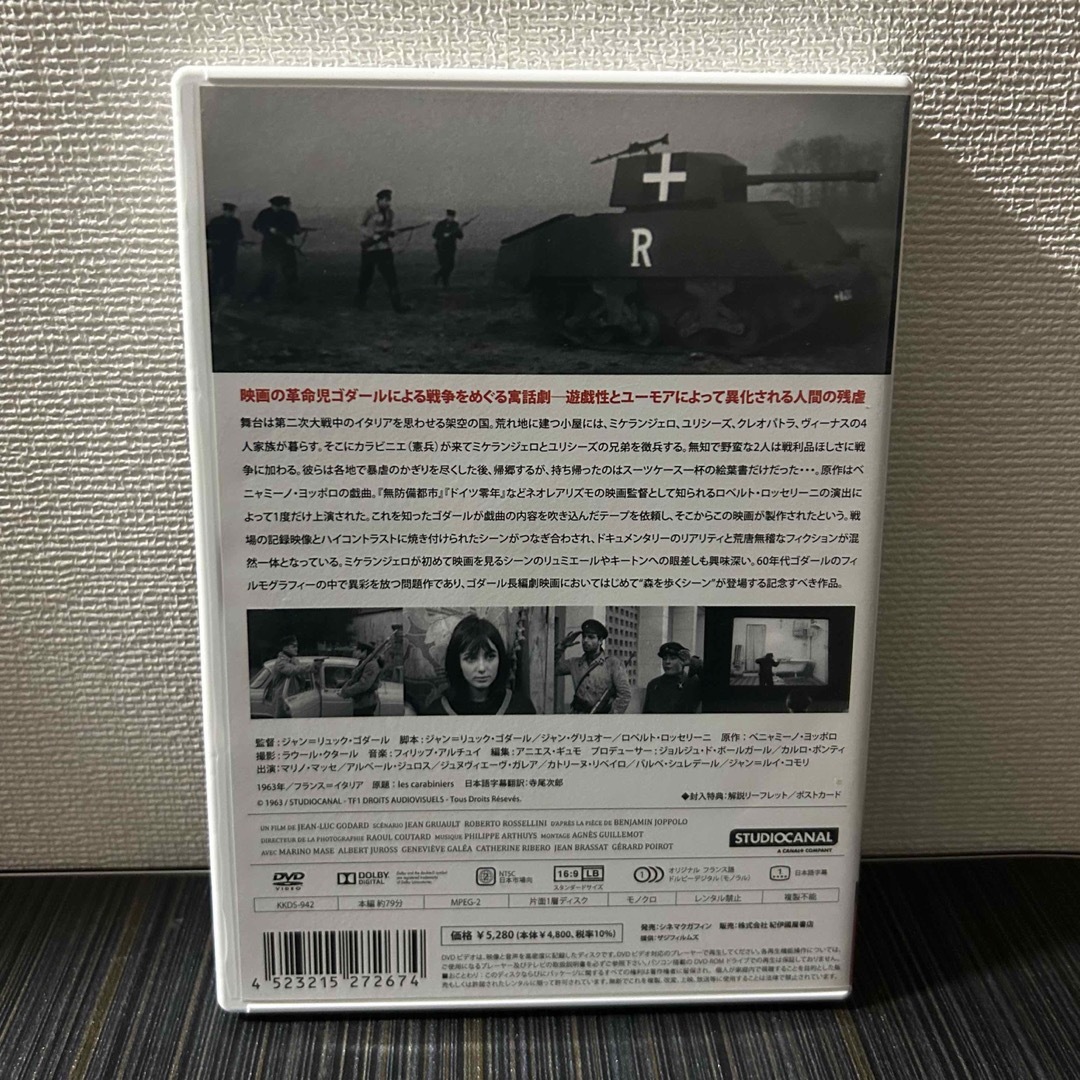 R
映画の革命児ゴダールによる戦争をめぐる寓話劇—遊戯性とユーモアによって異化される人間の残虐
舞台は第二次大戦中のイタリアを思わせる架空の国。荒れ地に建つ小屋には、ミケランジェロ、ユリシーズ、クレオパトラ、ヴィーナスの4
人家族が暮らす。そこにカラビニエ(憲兵)が来てミケランジェロとユリシーズの兄弟を徴兵する。無知で野蛮な2人は戦利品ほしさに戦
争に加わる。彼らは各地で暴虐のかぎりを尽くした後、帰郷するが、持ち帰ったのはスーツケース一杯の絵葉書だけだった・・・。原作はベ
ニャミーノ・ヨッポロの戯曲。『無防備都市』『ドイツ零年』などネオレアリズモの映画監督として知られるロベルト・ロッセリーニの演出に
よって1度だけ上演された。これを知ったゴダールが戯曲の内容を吹き込んだテープを依頼し、そこからこの映画が製作されたという。戦
場の記録映像とハイコントラストに焼き付けられたシーンがつなぎ合わされ、ドキュメンタリーのリアリティと荒唐無稽なフィクションが混
然一体となっている。ミケランジェロが初めて映画を見るシーンのリュミエールやキートンへの眼差しも興味深い。60年代ゴダールのフィ
ルモグラフィーの中で異彩を放つ問題作であり、ゴダール長編劇映画においてはじめて“森を歩くシーン”が登場する記念すべき作品。
監督:ジャン=リュック・ゴダール 脚本:ジャン=リュック・ゴダール/ジャン・グリュオー/ロベルト・ロッセリーニ 原作:ベニャミーノ・ヨッポロ
撮影:ラウール・クタール 音楽:フィリップ・アルチュイ 編集:アニエス・ギュモ プロデューサー:ジョルジュ・ド・ボールガール/カルロ・ポンティ
出演:マリノ・マッセ/アルベール・ジュロス/ジュヌヴィエーヴ・ガレア/カトリーヌ・リベイロ/バルベ・シュレデール/ジャン=ルイ・コモリ
1963年/フランス=イタリア 原題:les carabiniers 日本語字幕翻訳:寺尾次郎
© 1963 / STUDIOCANAL - TF1 DROITS AUDIOVISUELS - Tous Droits Résevés.
◆封入特典:解説リーフレット/ポストカード
UN FILM DE JEAN-LUC GODARD SCÉNARIO JEAN GRUAULT ROBERTO ROSSELLINI D'APRÈS LA PIÈCE DE BENJAMIN JOPPOLO
DIRECTEUR DE LA PHOTOGRAPHIE RAOUL COUTARD MUSIQUE PHILIPPE ARTHUYS MONTAGE AGNÈS GUILLEMOT
AVEC MARINO MASE ALBERT JUROSS GENEVIÈVE GALÉA CATHERINE RIBERO JEAN BRASSAT GÉRARD POIROT
STUDIOCANAL
A CANAL+ COMPANY
DVD VIDEO
DOLBY DIGITAL
2 NTSC 日本市場向
16:9 LB スタンダードサイズ
1 オリジナル フランス語 ドルビーデジタル(モノラル)
1 日本語字幕
KKDS-942 本編 約79分 MPEG-2 片面1層ディスク モノクロ レンタル禁止 複製不能
価格 ¥5,280(本体¥4,800、税率10%)
発売:シネマクガフィン 販売:株式会社 紀伊國屋書店
提供:ザジフィルムズ
4 523215 272674